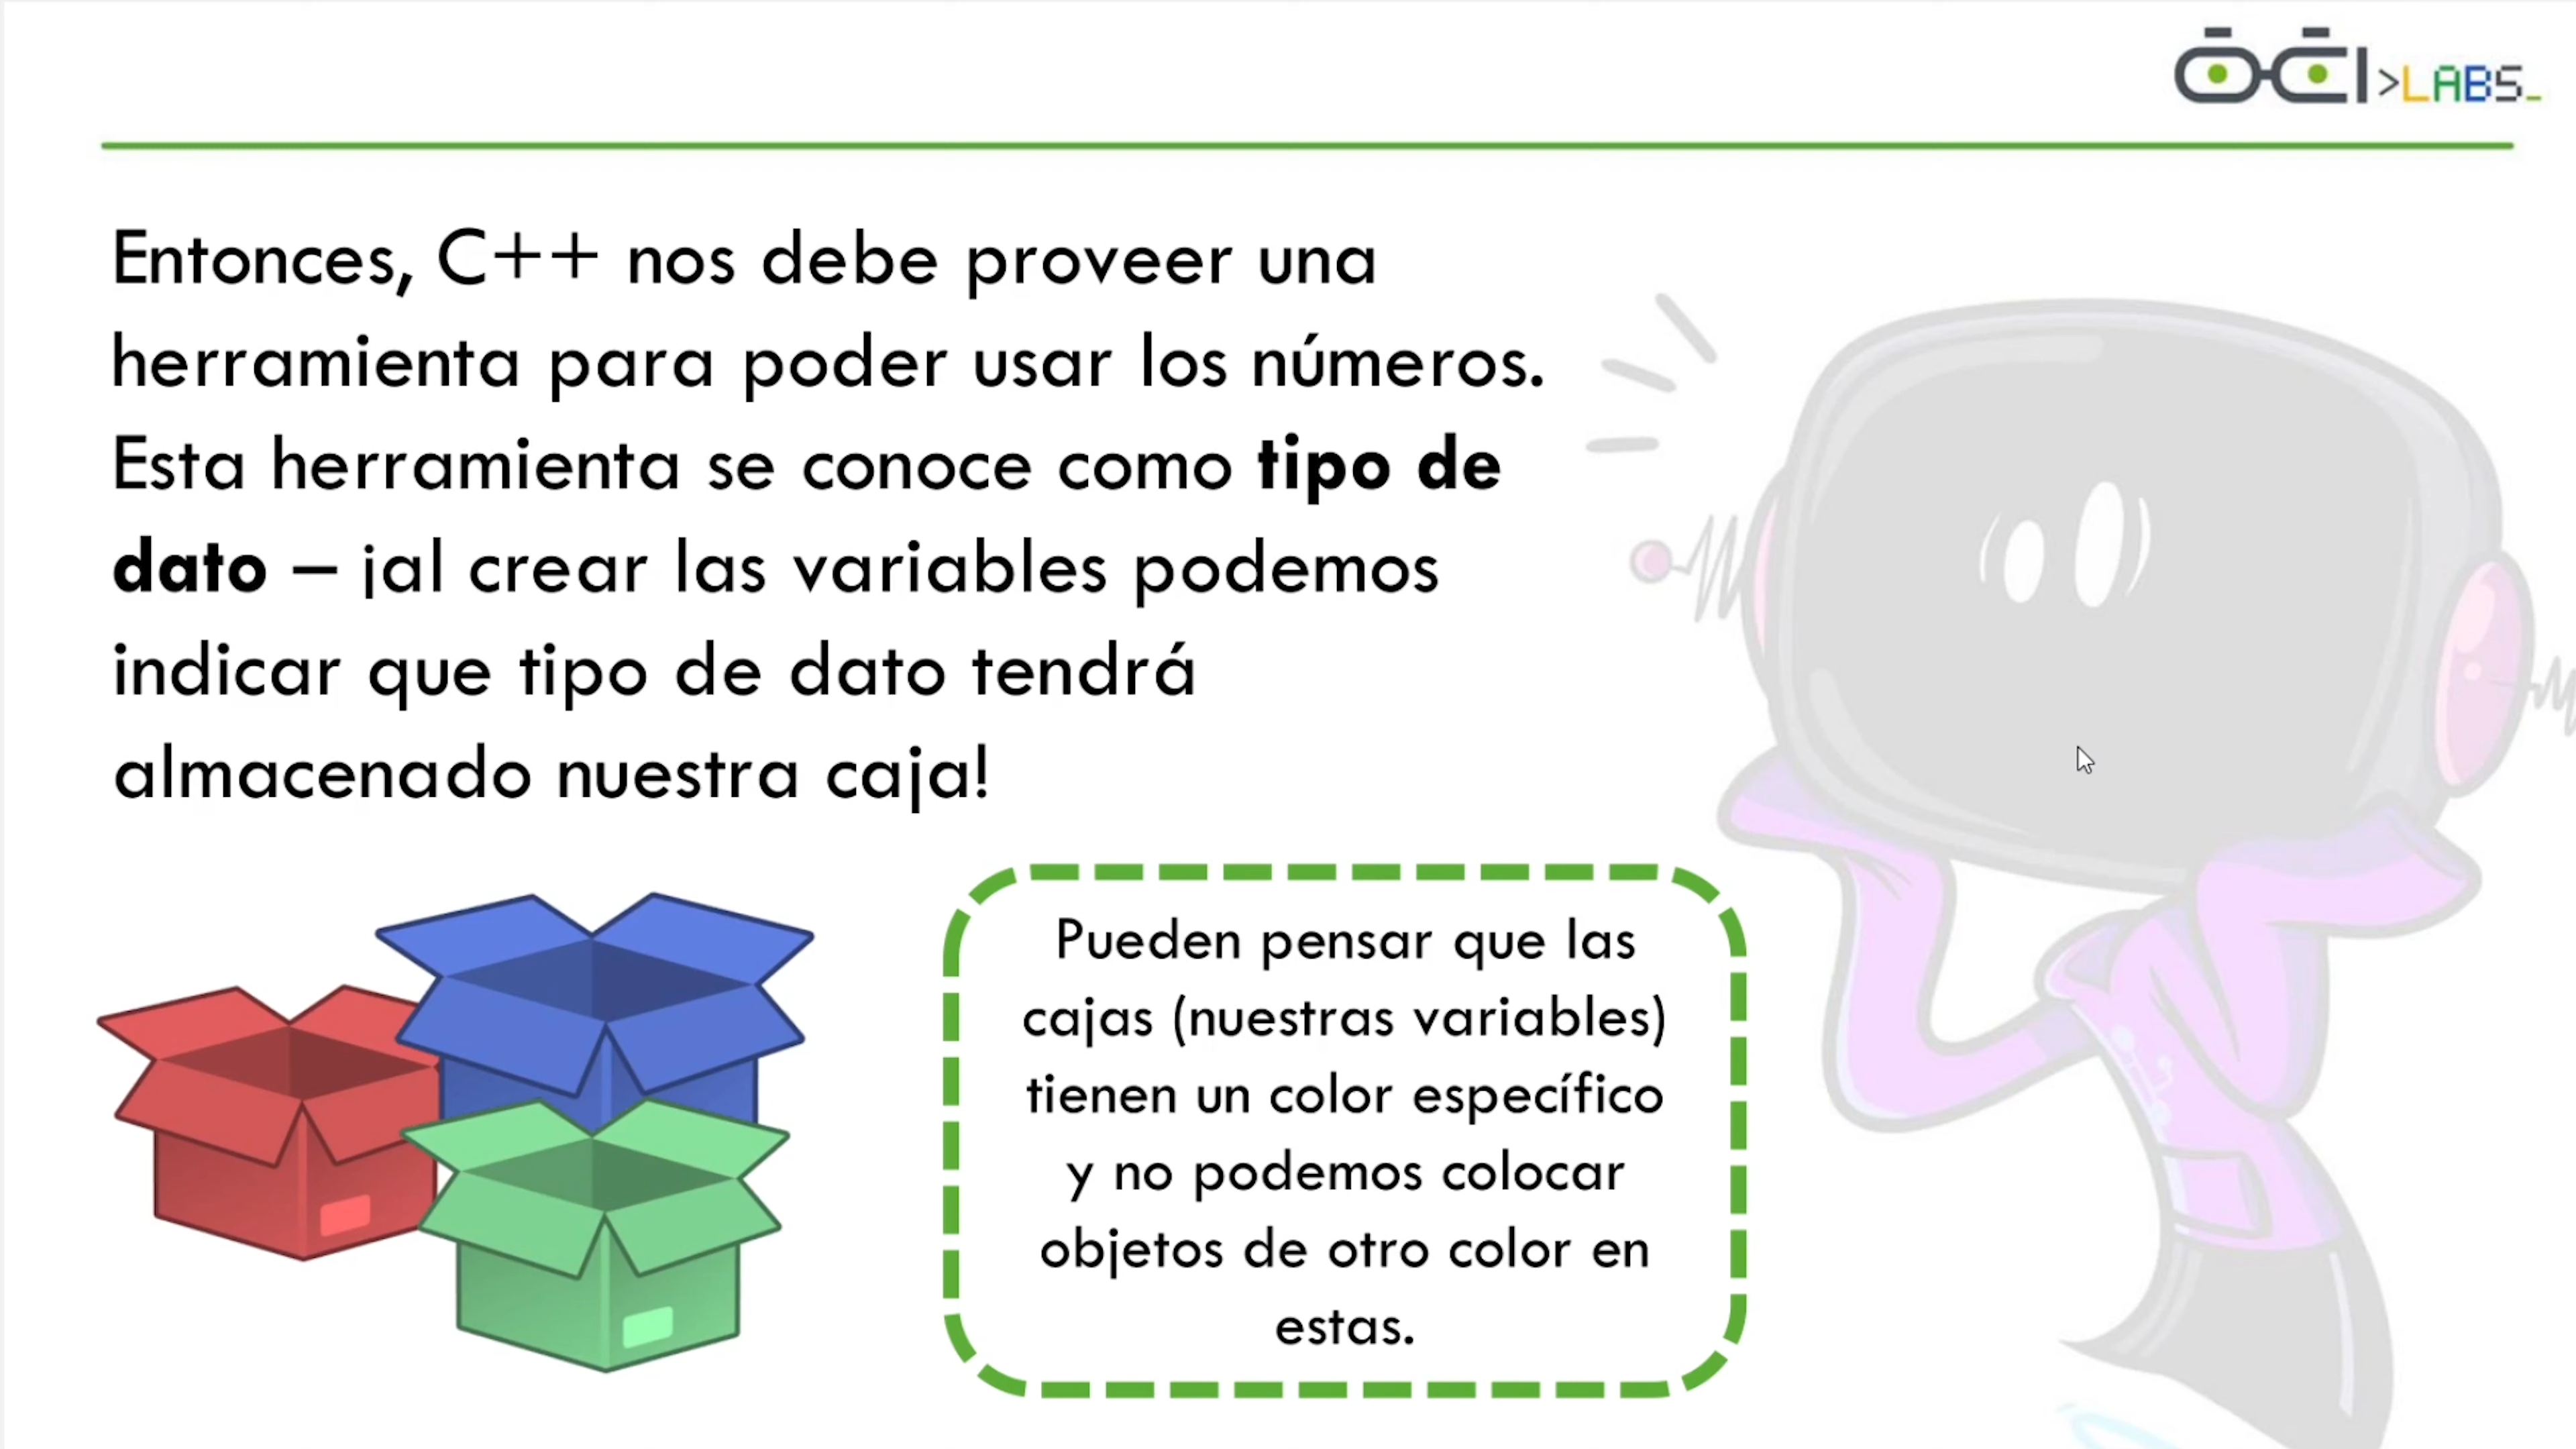 OCI>LABS_
Entonces, C++ nos debe proveer una
herramienta para poder usar los números.
Esta herramienta se conoce como tipo de
dato – ¡al crear las variables podemos
indicar que tipo de dato tendrá
almacenado nuestra caja!
Pueden pensar que las
cajas (nuestras variables)
tienen un color específico
y no podemos colocar
objetos de otro color en
estas.